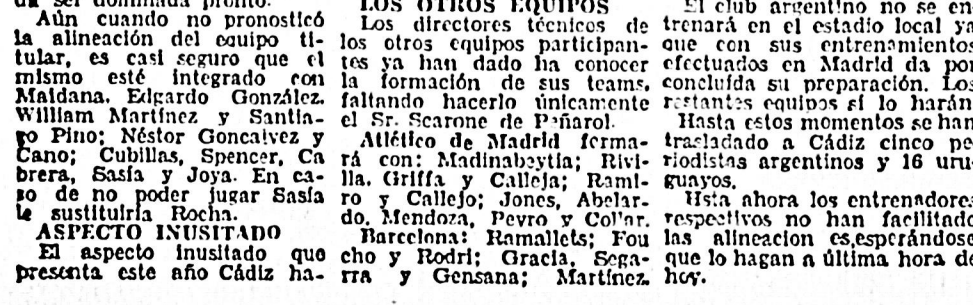 da ser dominada pronto.
Aún cuando no pronosticó
la alineación del equipo ti-
tular, es casi seguro que el
mismo esté integrado con
Maidana, Edgardo González,
William Martínez y Santia-
go Pino; Néstor Goncalvez y
Cano; Cubillas, Spencer, Ca
brera, Sasía y Joya. En ca-
so de no poder jugar Sasía
le sustituiría Rocha.
ASPECTO INUSITADO
El aspecto inusitado que
presenta este año Cádiz ha-
LOS OTROS EQUIPOS
Los directores técnicos de
los otros equipos participan-
tes ya han dado ha conocer
la formación de sus teams,
faltando hacerlo únicamente
el Sr. Scarone de Peñarol.
Atlético de Madrid forma-
rá con: Madinabeytia; Rivi-
lla, Griffa y Calleja; Rami-
ro y Callejo; Jones, Abelar-
do, Mendoza, Peyro y Collar.
Barcelona: Ramallets; Fou
cho y Rodri; Gracia, Sega-
rra y Gensana; Martínez,
El club argentino no se en-
trenará en el estadio local ya
que con sus entrenamientos
efectuados en Madrid da por
concluída su preparación. Los
restantes equipos sí lo harán.
Hasta estos momentos se han
trasladado a Cádiz cinco pe-
riodistas argentinos y 16 uru-
guayos.
Hsta ahora los entrenadores
respectivos no han facilitado
las alineacion es,esperándose
que lo hagan a última hora de
hoy.